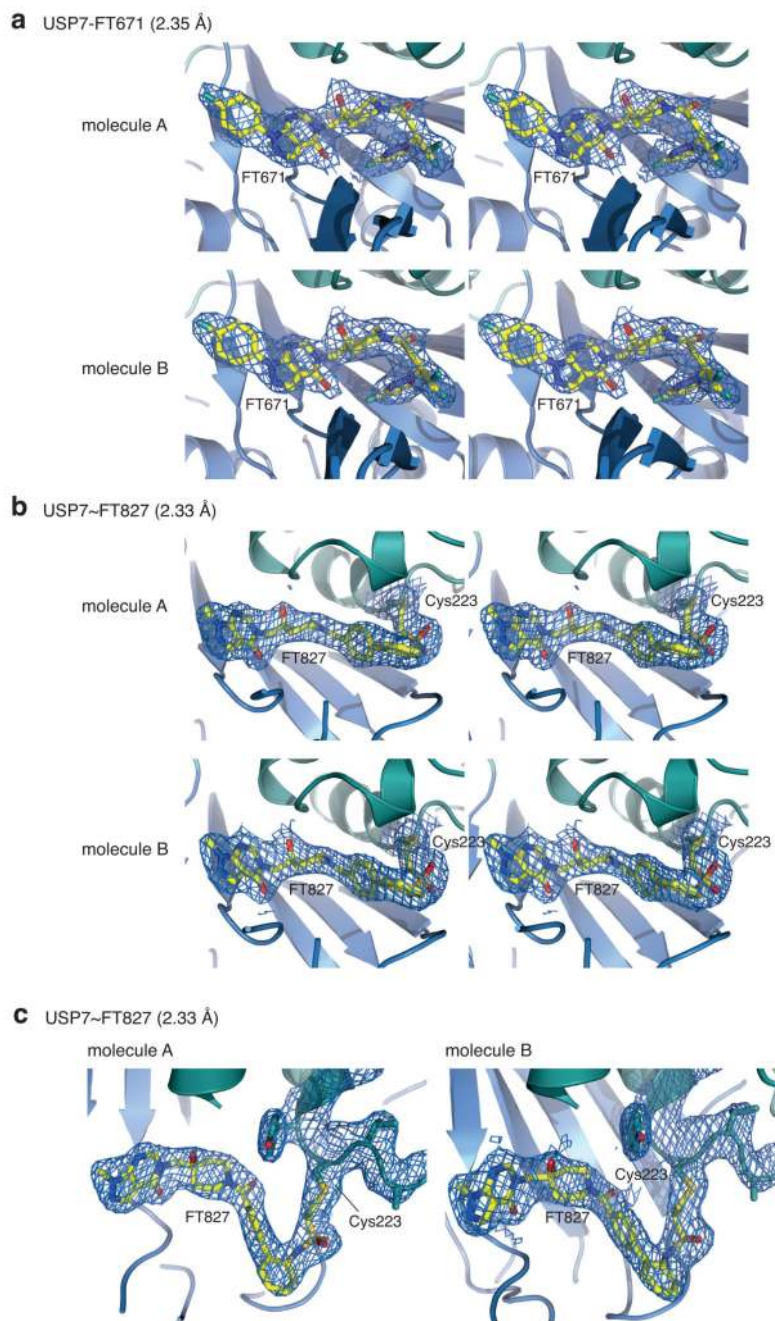 a USP7-FT671 (2.35 Å)
molecule A
FT671
FT671
molecule B
FT671
FT671
b USP7~FT827 (2.33 Å)
molecule A
Cys223
Cys223
FT827
FT827
molecule B
Cys223
Cys223
FT827
FT827
c USP7~FT827 (2.33 Å)
molecule A
molecule B
Cys223
FT827
FT827
Cys223